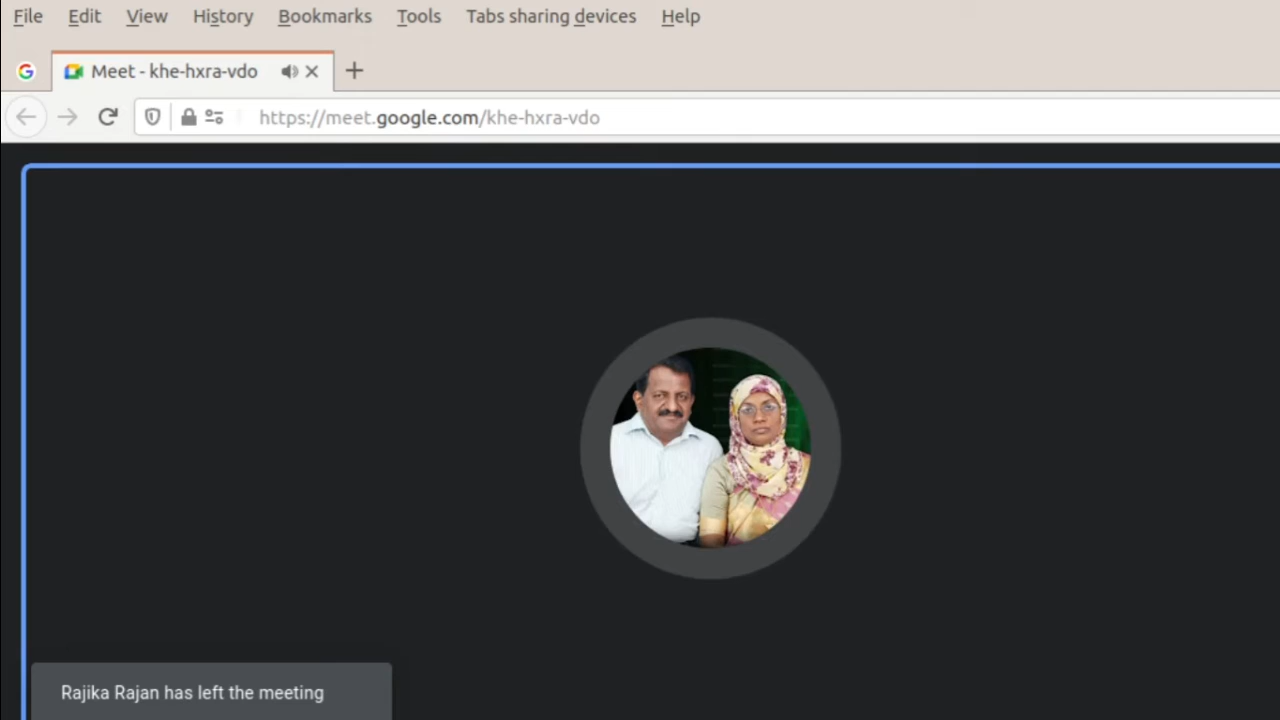 File Edit View History Bookmarks Tools Tabs sharing devices Help
Meet - khe-hxra-vdo
https://meet.google.com/khe-hxra-vdo
Rajika Rajan has left the meeting